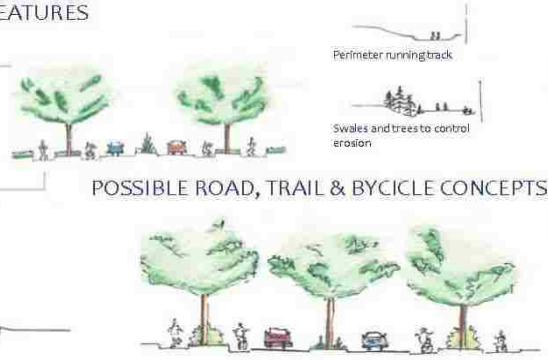 EATURES
Perimeter running track
Swales and trees to control
erosion
POSSIBLE ROAD, TRAIL & BYCICLE CONCEPTS